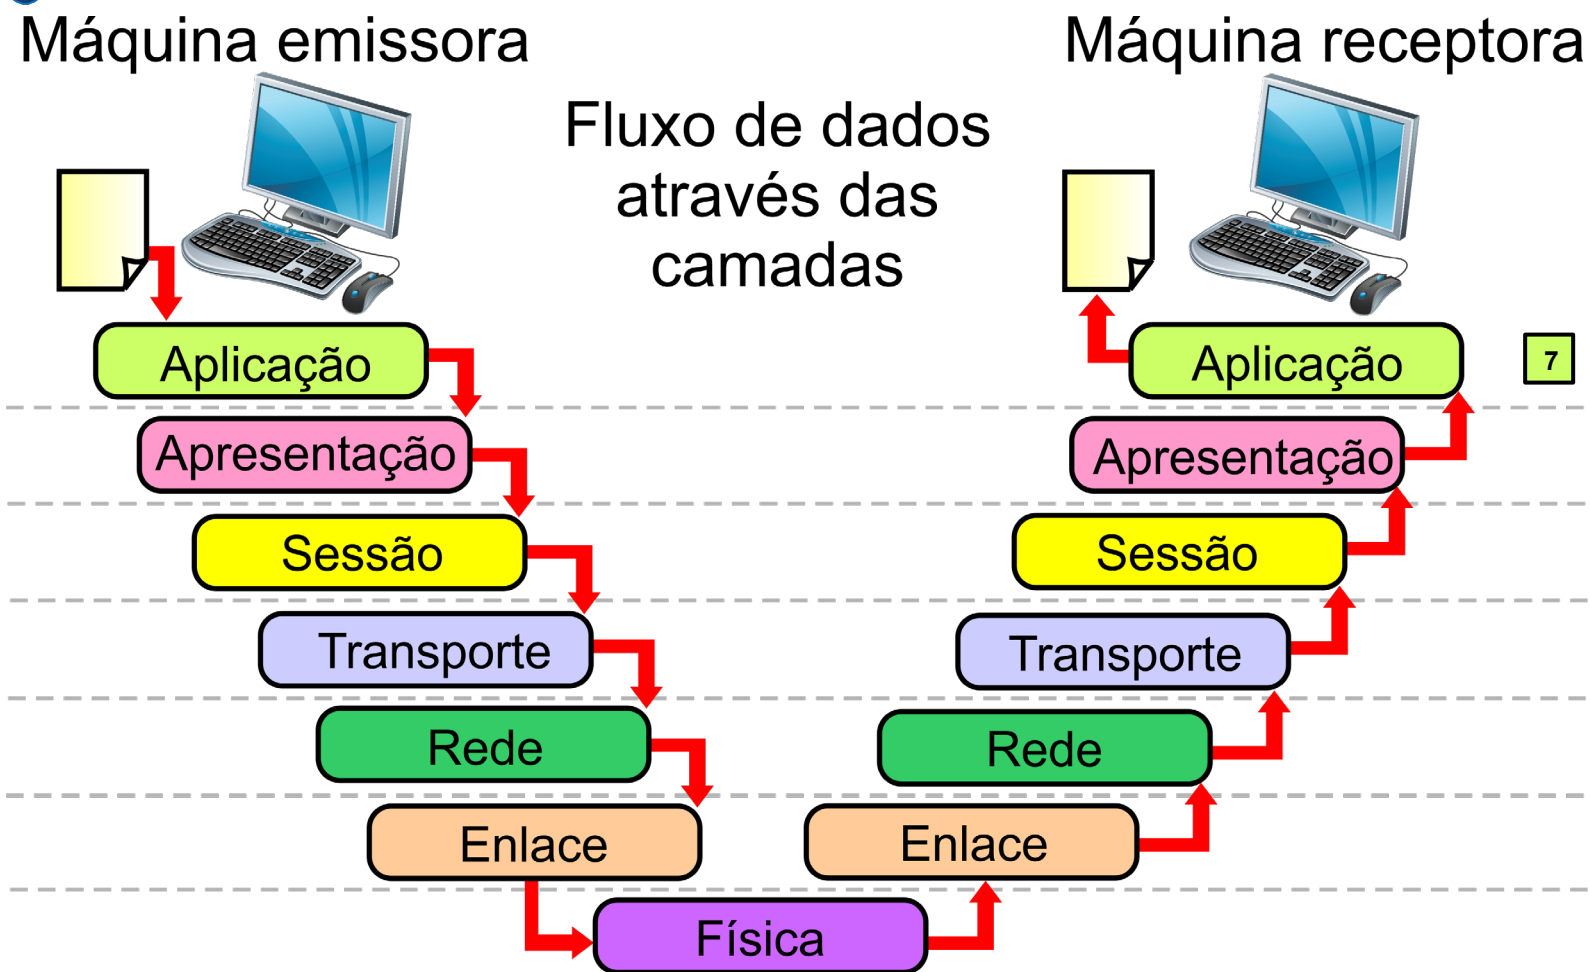 Máquina emissora
Máquina receptora
Fluxo de dados
através das
camadas
Aplicação
Aplicação
7
Apresentação
Apresentação
Sessão
Sessão
Transporte
Transporte
Rede
Rede
Enlace
Enlace
Física